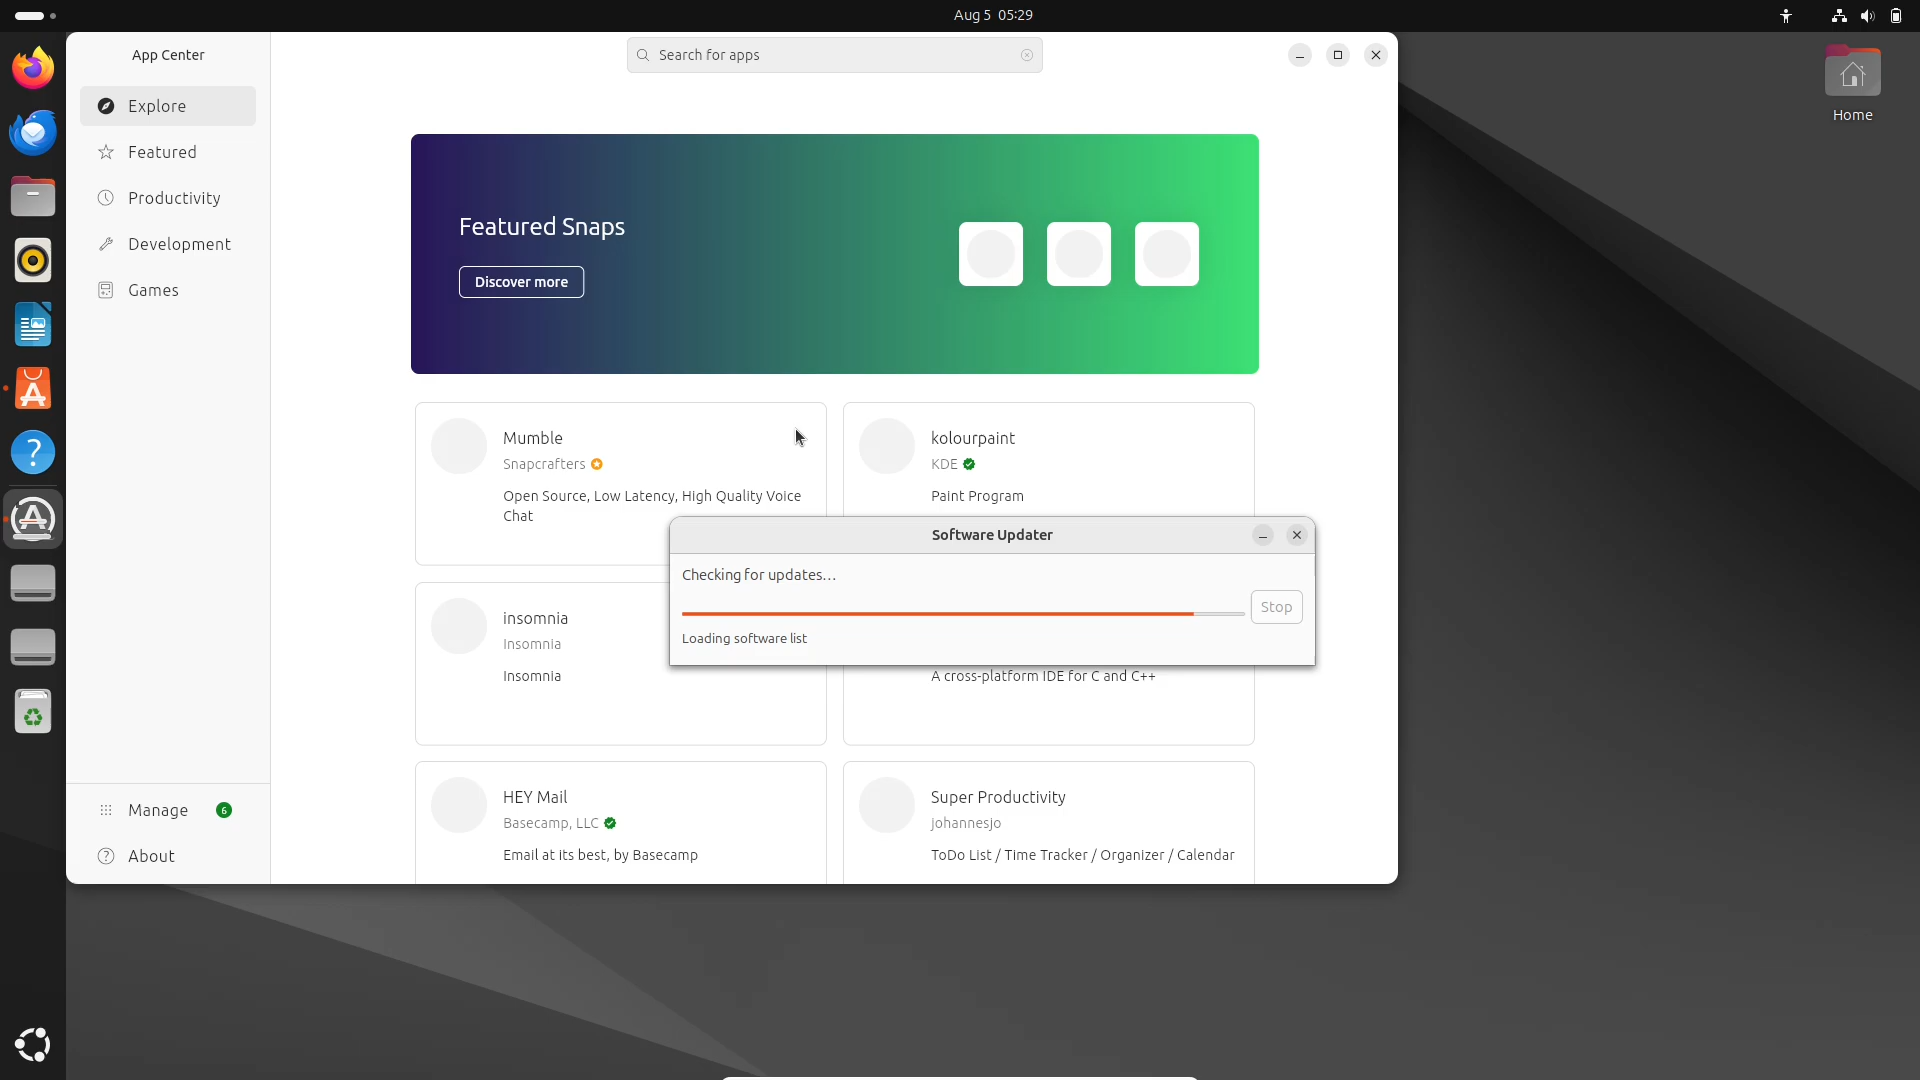 Aug 5 05:29
App Center
Search for apps
Explore
Featured
Productivity
Development
Games
Manage 6
About
Featured Snaps
Discover more
Mumble
Snapcrafters
Open Source, Low Latency, High Quality Voice
Chat
kolourpaint
KDE
Paint Program
insomnia
Insomnia
Insomnia
A cross-platform IDE for C and C++
HEY Mail
Basecamp, LLC
Email at its best, by Basecamp
Super Productivity
johannesjo
ToDo List / Time Tracker / Organizer / Calendar
Software Updater
Checking for updates…
Stop
Loading software list
Home